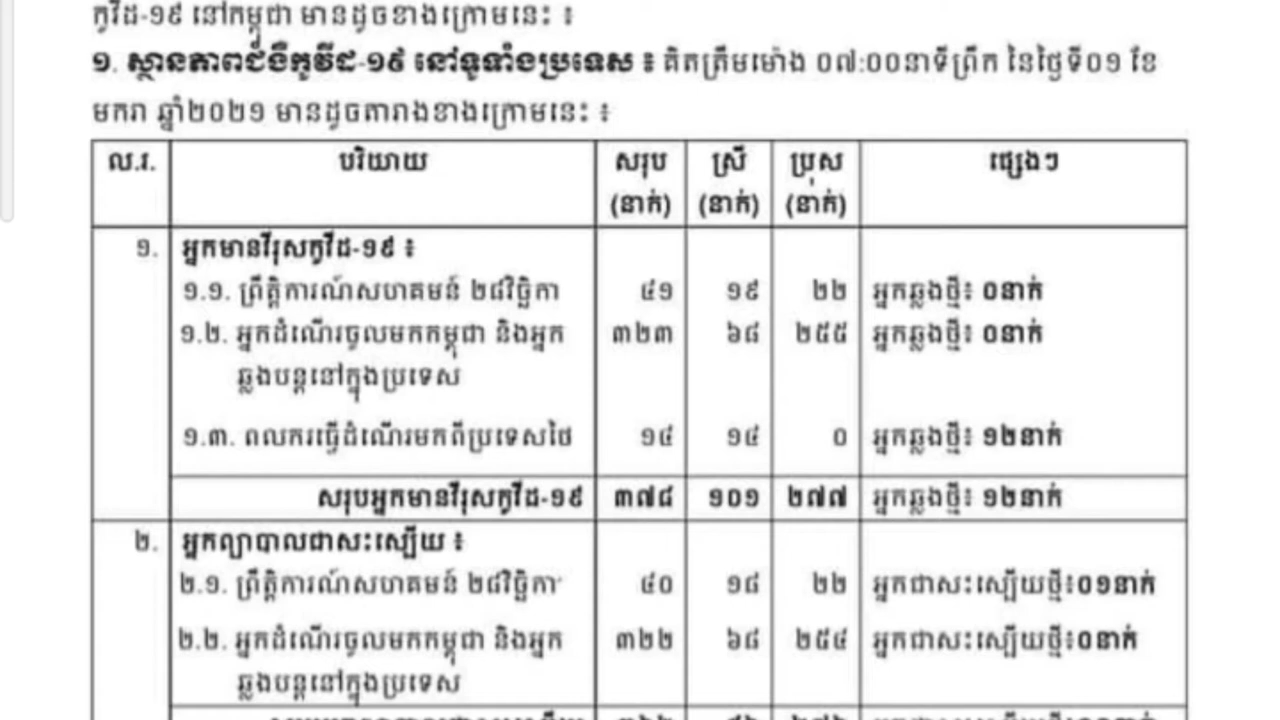 កូវីដ-១៩ នៅកម្ពុជា មានដូចខាងក្រោមនេះ ៖
១. ស្ថានភាពជំងឺកូវីដ-១៩ នៅទូទាំងប្រទេស ៖ គិតត្រឹមម៉ោង ០៧:០០នាទីព្រឹក នៃថ្ងៃទី០១ ខែ
មករា ឆ្នាំ២០២១ មានដូចតារាងខាងក្រោមនេះ ៖
ល.រ. បរិយាយ សរុប ស្រី ប្រុស ផ្សេងៗ
(នាក់) (នាក់) (នាក់)
១. អ្នកមានវីរុសកូវីដ-១៩ ៖
១.១. ព្រឹត្តិការណ៍សហគមន៍ ២៨វិច្ឆិកា ៤១ ១៩ ២២ អ្នកឆ្លងថ្មី៖ ០នាក់
១.២. អ្នកដំណើរចូលមកកម្ពុជា និងអ្នក ៣២៣ ៦៨ ២៥៥ អ្នកឆ្លងថ្មី៖ ០នាក់
ឆ្លងបន្តនៅក្នុងប្រទេស
១.៣. ពលករធ្វើដំណើរមកពីប្រទេសថៃ ១៤ ១៤ ០ អ្នកឆ្លងថ្មី៖ ១២នាក់
សរុបអ្នកមានវីរុសកូវីដ-១៩ ៣៧៨ ១០១ ២៧៧ អ្នកឆ្លងថ្មី៖ ១២នាក់
២. អ្នកព្យាបាលជាសះស្បើយ ៖
២.១. ព្រឹត្តិការណ៍សហគមន៍ ២៨វិច្ឆិកា ៤០ ១៨ ២២ អ្នកជាសះស្បើយថ្មី៖០១នាក់
២.២. អ្នកដំណើរចូលមកកម្ពុជា និងអ្នក ៣២២ ៦៨ ២៥៤ អ្នកជាសះស្បើយថ្មី៖០នាក់
ឆ្លងបន្តនៅក្នុងប្រទេស